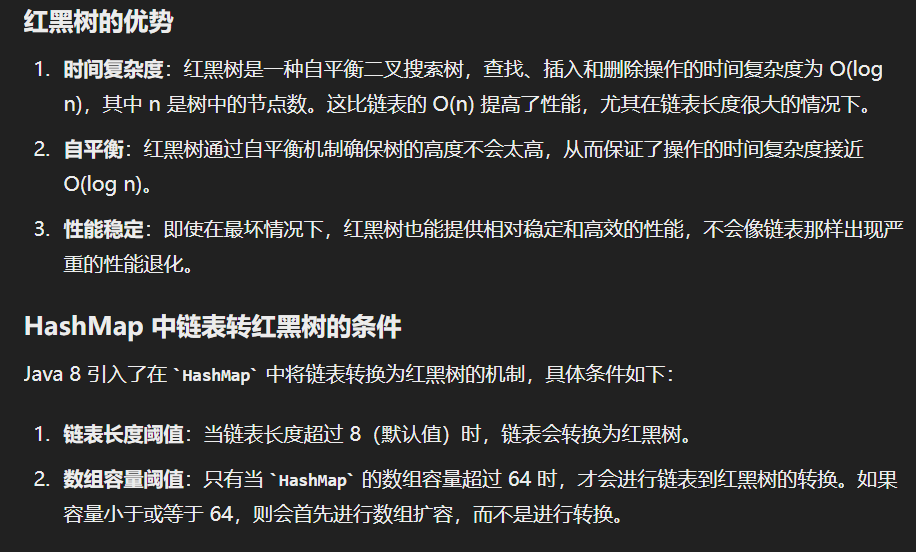 红黑树的优势
1. 时间复杂度：红黑树是一种自平衡二叉搜索树，查找、插入和删除操作的时间复杂度为 O(log
n)，其中 n 是树中的节点数。这比链表的 O(n) 提高了性能，尤其在链表长度很大的情况下。
2. 自平衡：红黑树通过自平衡机制确保树的高度不会太高，从而保证了操作的时间复杂度接近
O(log n)。
3. 性能稳定：即使在最坏情况下，红黑树也能提供相对稳定和高效的性能，不会像链表那样出现严
重的性能退化。
HashMap 中链表转红黑树的条件
Java 8 引入了在 `HashMap` 中将链表转换为红黑树的机制，具体条件如下：
1. 链表长度阈值：当链表长度超过 8（默认值）时，链表会转换为红黑树。
2. 数组容量阈值：只有当 `HashMap` 的数组容量超过 64 时，才会进行链表到红黑树的转换。如果
容量小于或等于 64，则会首先进行数组扩容，而不是进行转换。